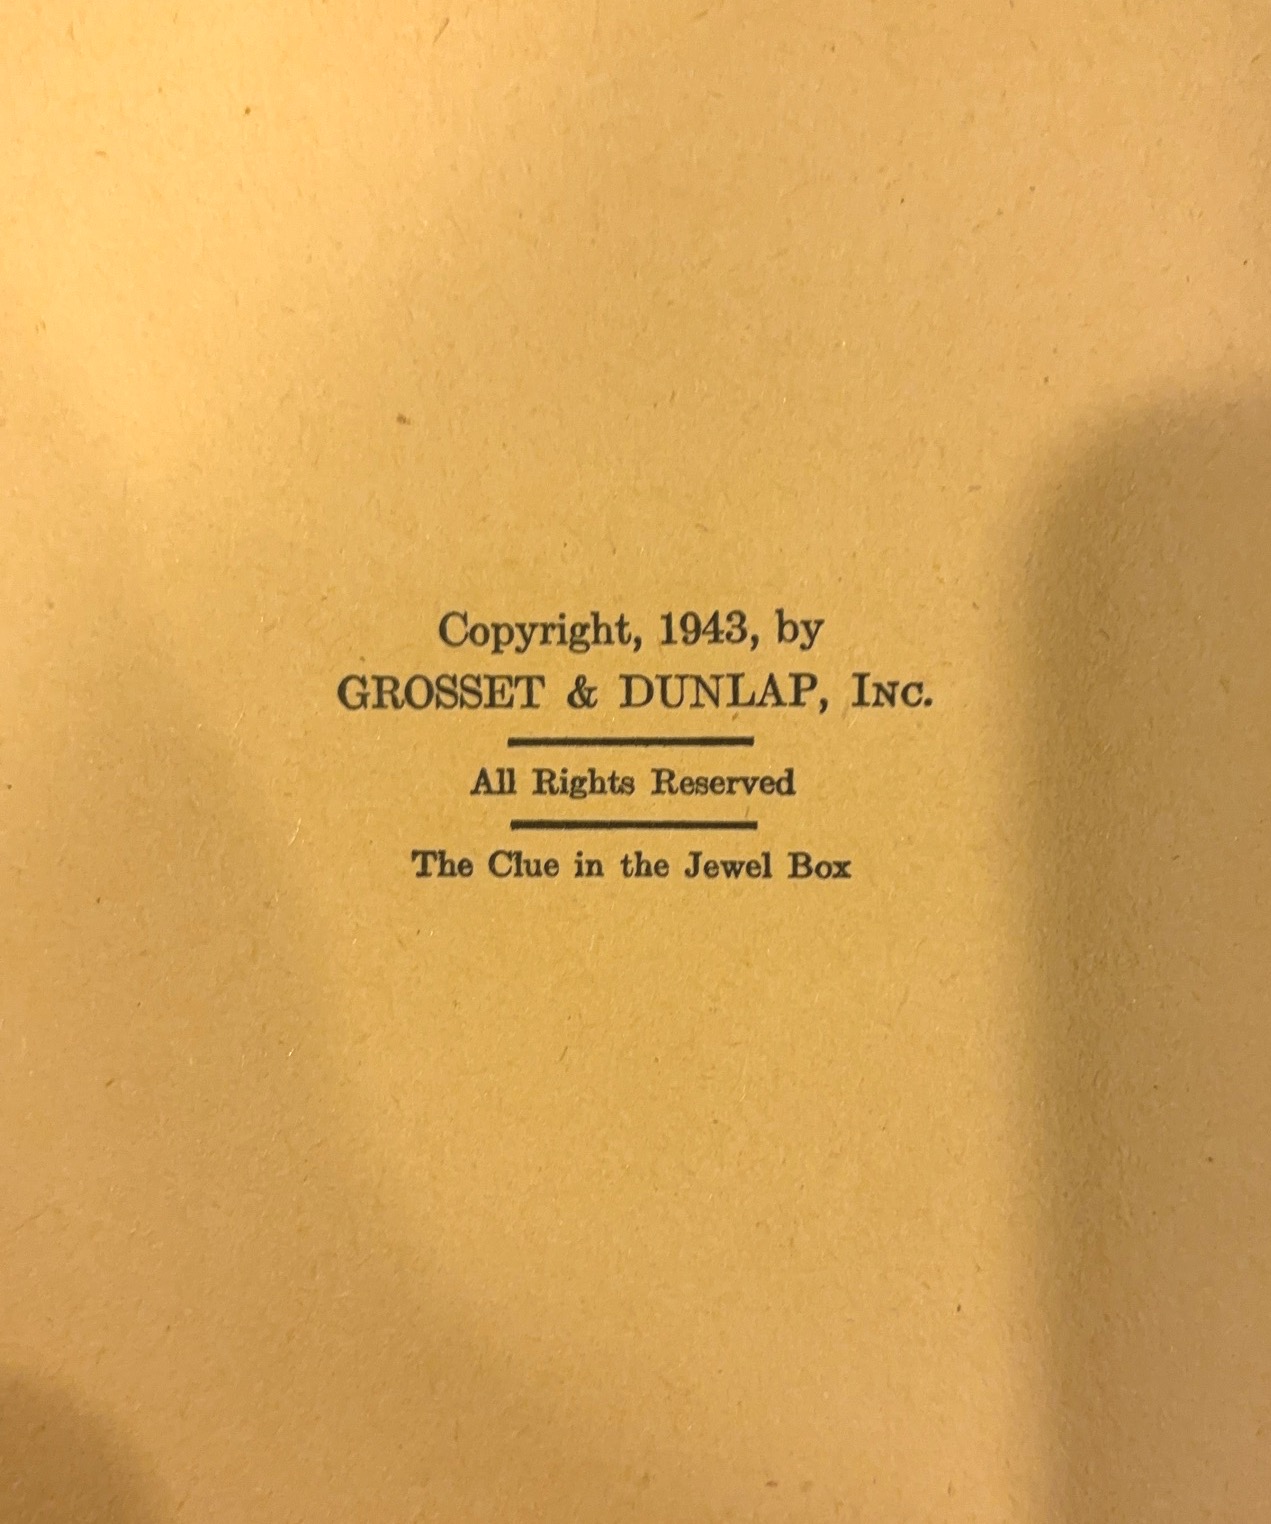 Copyright, 1943, by
GROSSET & DUNLAP, INC.
All Rights Reserved
The Clue in the Jewel Box